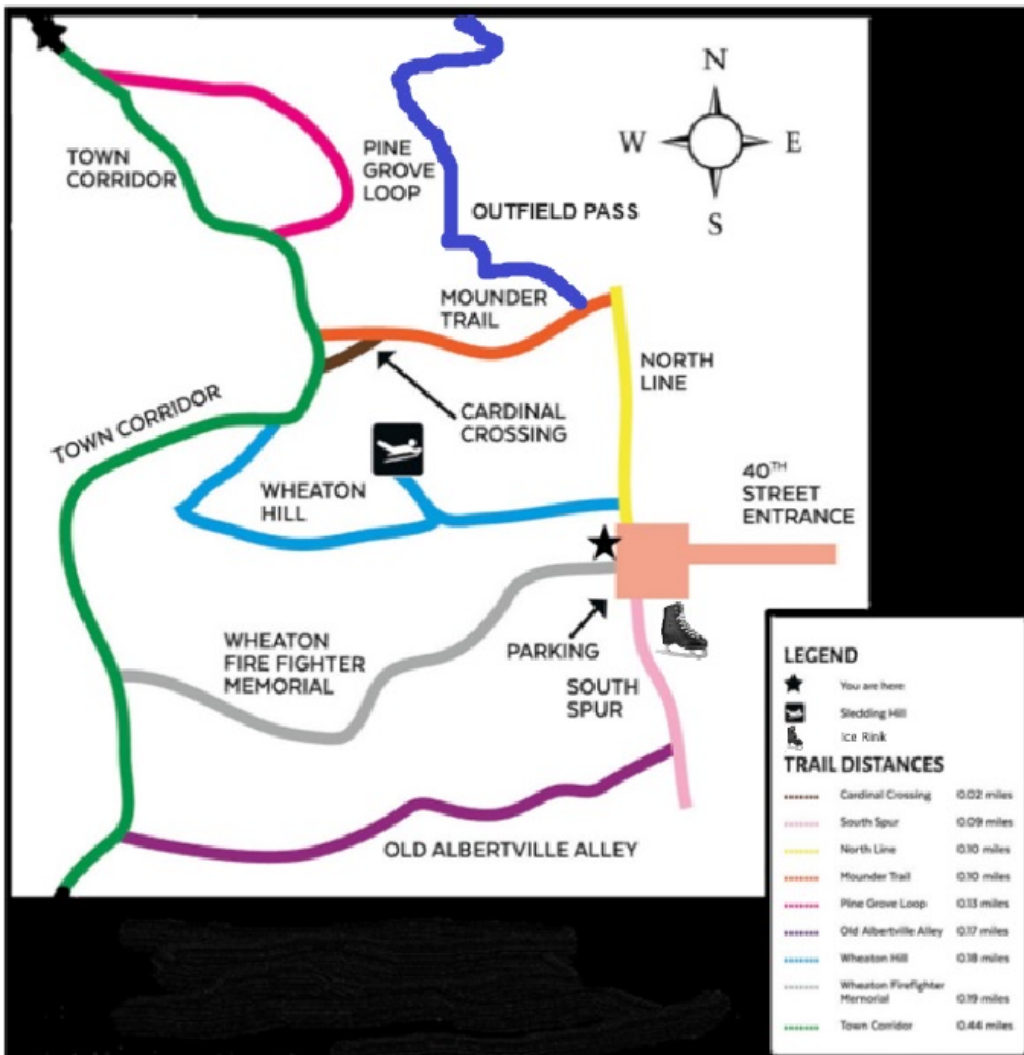 N
W
E
S
TOWN
CORRIDOR
PINE
GROVE
LOOP
OUTFIELD PASS
MOUNDER
TRAIL
NORTH
LINE
CARDINAL
CROSSING
TOWN CORRIDOR
WHEATON
HILL
40TH
STREET
ENTRANCE
WHEATON
FIRE FIGHTER
MEMORIAL
PARKING
SOUTH
SPUR
OLD ALBERTVILLE ALLEY
LEGEND
You are here
Sledding Hill
Ice Rink
TRAIL DISTANCES
Cardinal Crossing 0.02 miles
South Spur 0.09 miles
North Line 0.10 miles
Mounder Trail 0.10 miles
Pine Grove Loop 0.13 miles
Old Albertville Alley 0.17 miles
Wheaton Hill 0.18 miles
Wheaton Firefighter
Memorial 0.19 miles
Town Corridor 0.44 miles